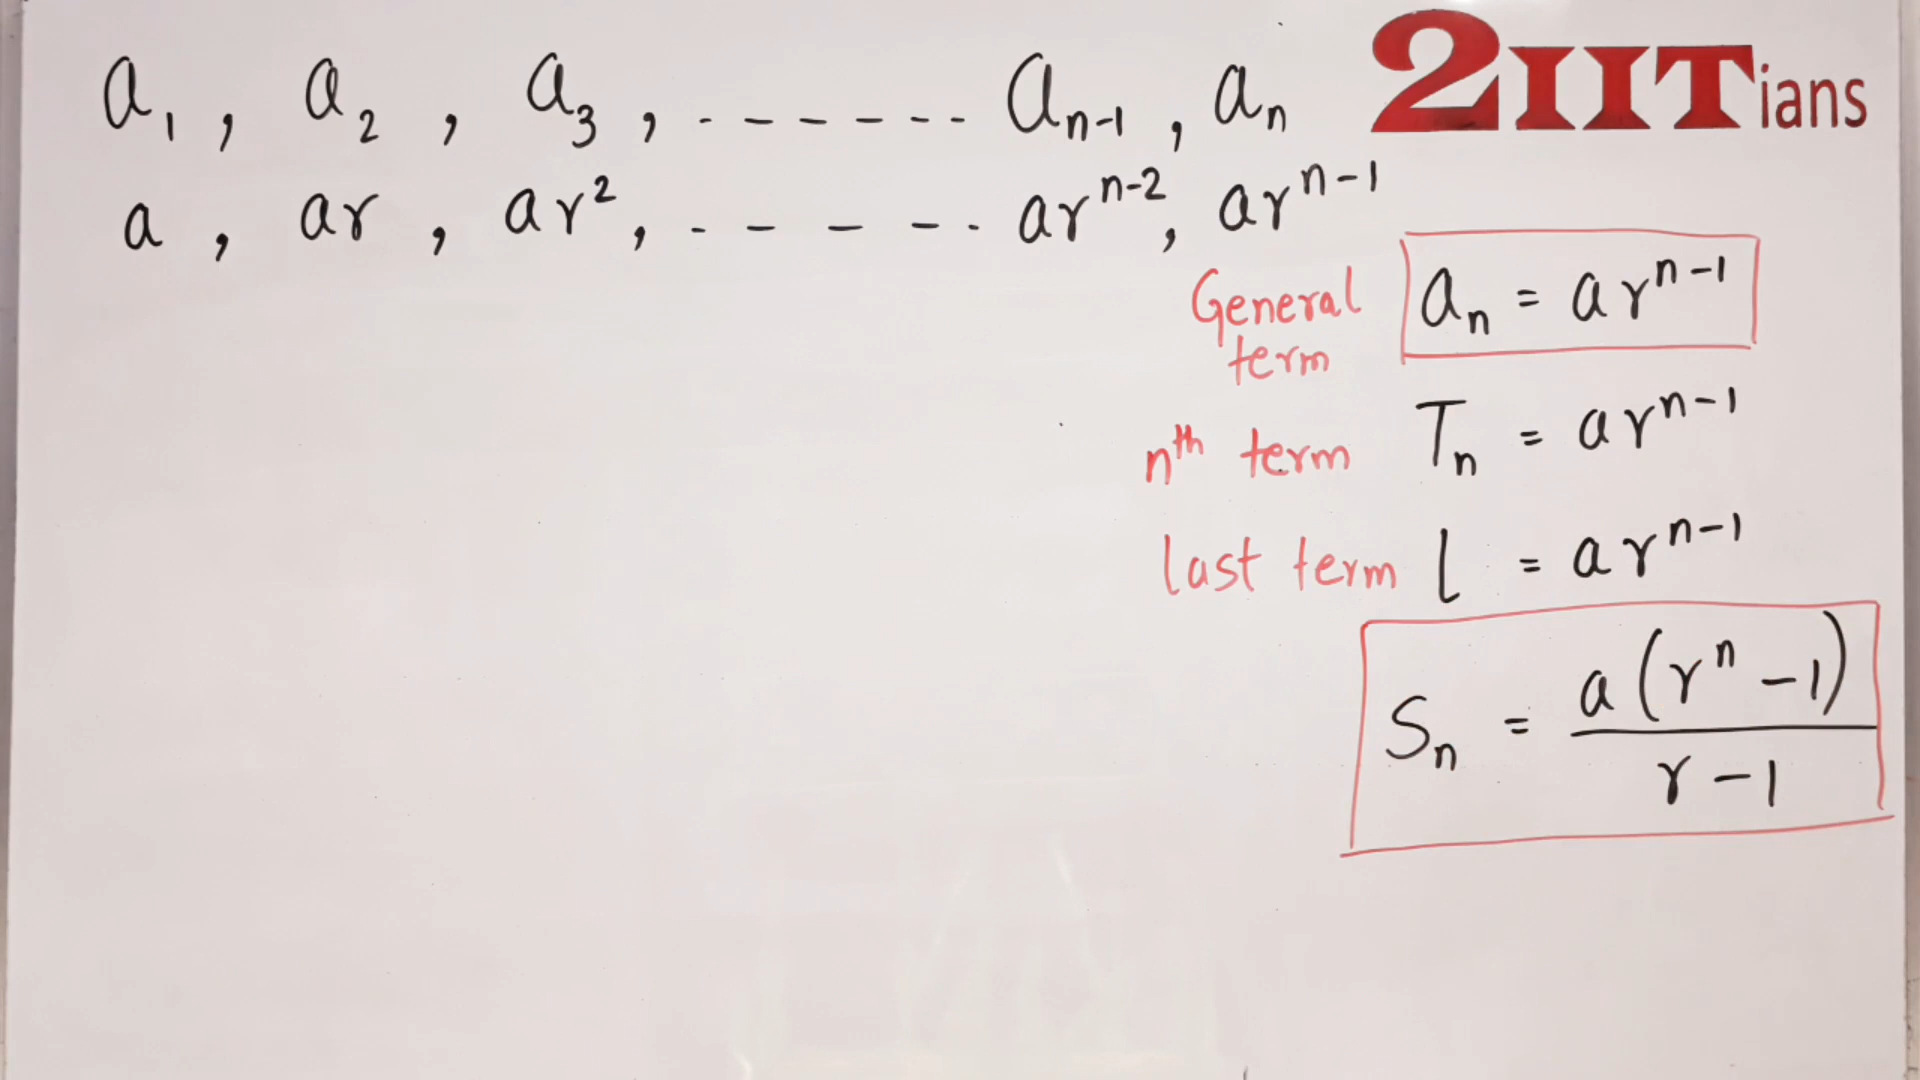 a₁, a₂, a₃, ------- aₙ₋₁, aₙ
2IITians
a, ar, ar², ------ arⁿ⁻², arⁿ⁻¹
General term aₙ = arⁿ⁻¹
nᵗʰ term Tₙ = arⁿ⁻¹
last term l = arⁿ⁻¹
Sₙ = a(rⁿ-1)/r-1